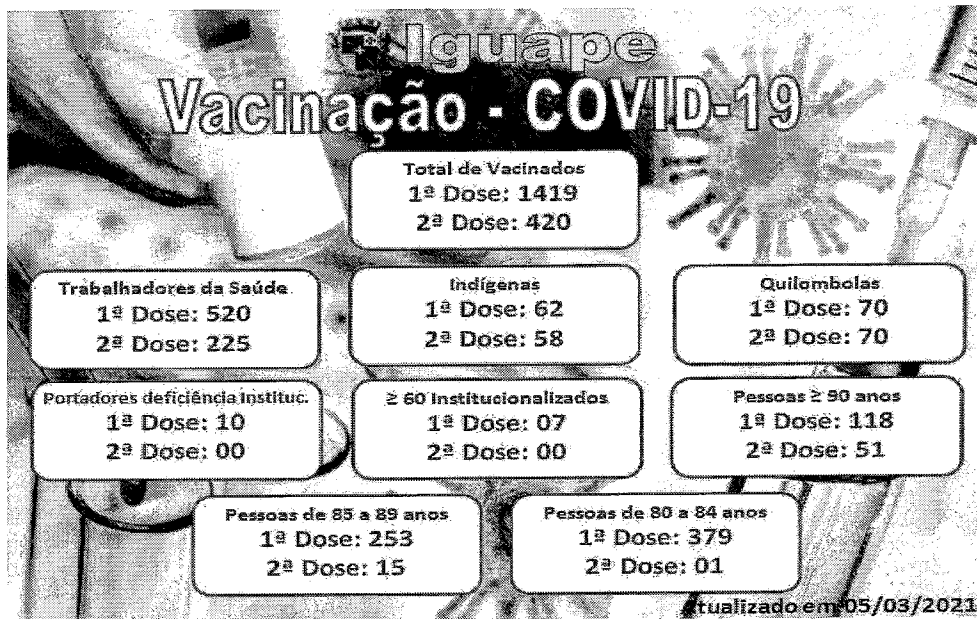 Iguape
Vacinação - COVID-19
Total de Vacinados
1ª Dose: 1419
2ª Dose: 420
Trabalhadores da Saúde
1ª Dose: 520
2ª Dose: 225
Indígenas
1ª Dose: 62
2ª Dose: 58
Quilombolas
1ª Dose: 70
2ª Dose: 70
Portadores deficiência Instituc.
1ª Dose: 10
2ª Dose: 00
≥ 60 Institucionalizados
1ª Dose: 07
2ª Dose: 00
Pessoas ≥ 90 anos
1ª Dose: 118
2ª Dose: 51
Pessoas de 85 a 89 anos
1ª Dose: 253
2ª Dose: 15
Pessoas de 80 a 84 anos
1ª Dose: 379
2ª Dose: 01
Atualizado em 05/03/2021